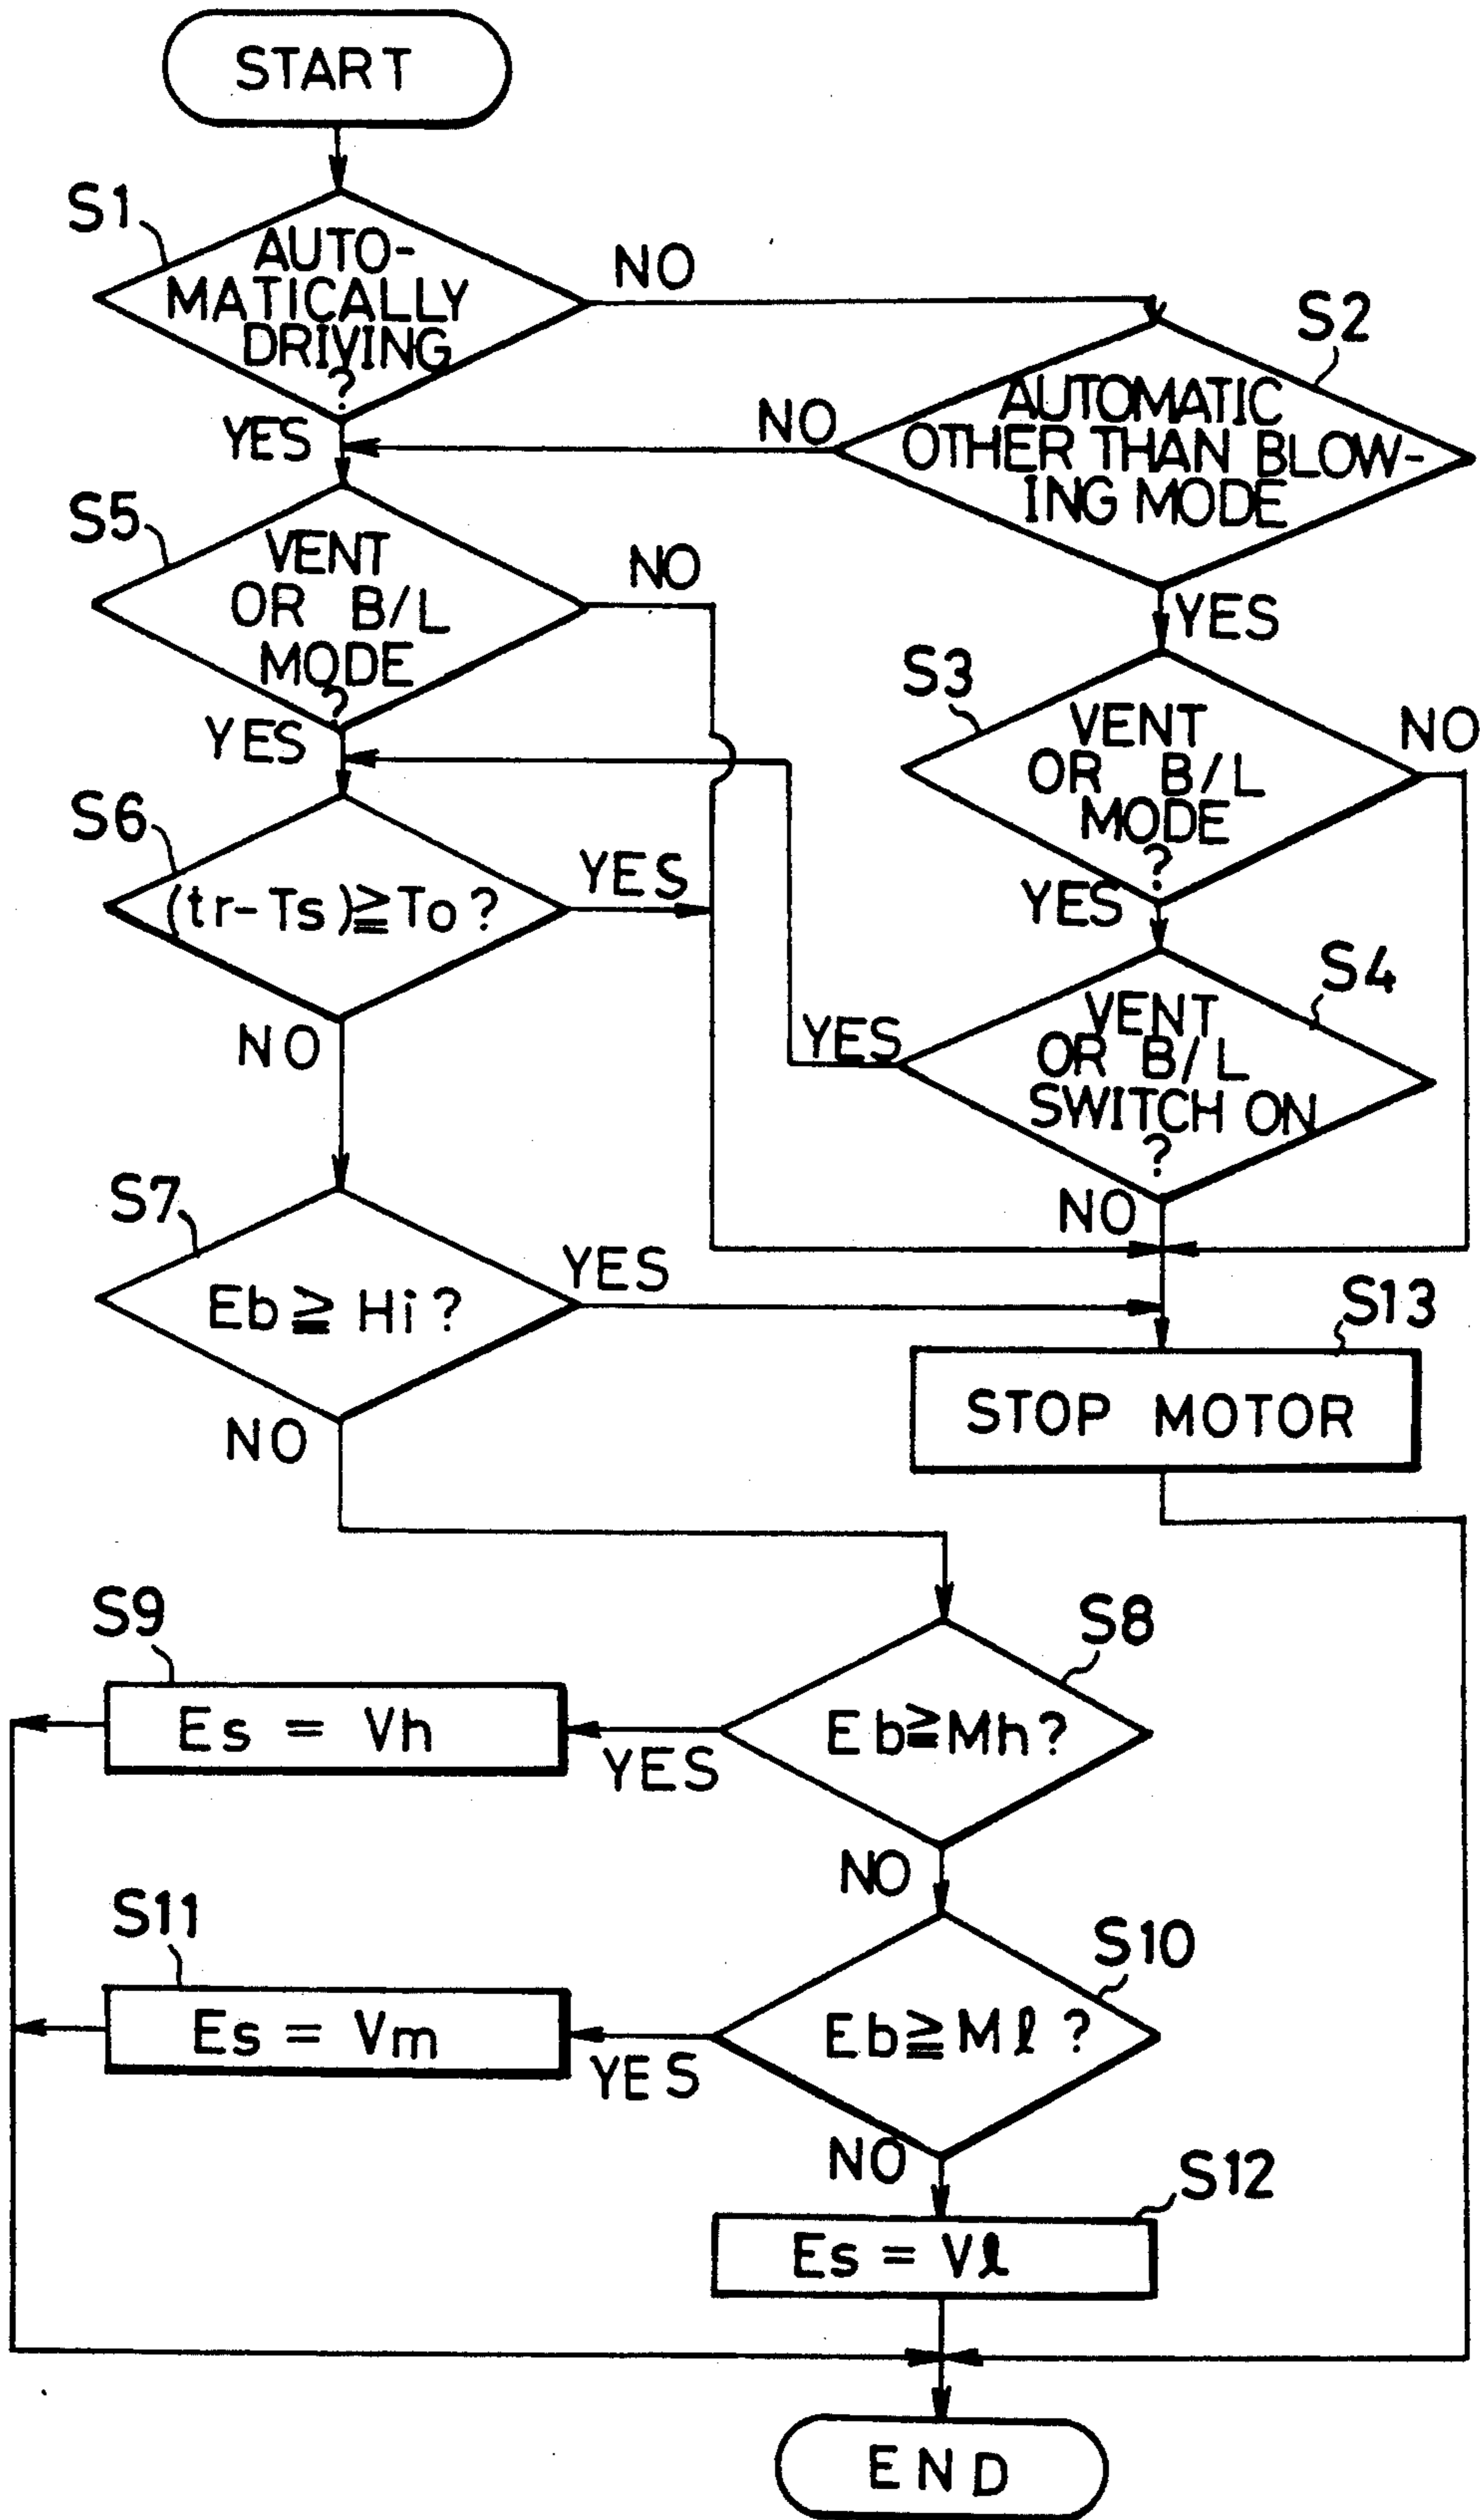 START
S1
AUTO-
MATICALLY
DRIVING
?
NO
YES
S2
AUTOMATIC
OTHER THAN BLOW-
ING MODE
NO
YES
S5
VENT
OR B/L
MODE
?
NO
YES
S3
VENT
OR B/L
MODE
?
NO
YES
S6
(tr-Ts)≧To?
YES
NO
S4
VENT
OR B/L
SWITCH ON
?
YES
NO
S7
Eb≧Hi?
YES
NO
S13
STOP MOTOR
S9
Es = Vh
S8
Eb≧Mh?
YES
NO
S11
Es = Vm
S10
Eb≧Mℓ?
YES
NO
S12
Es = Vℓ
END